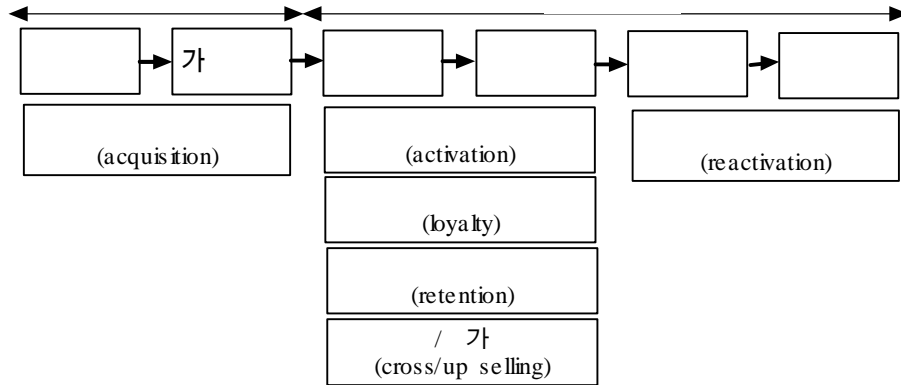 가
(acquisition)
(activation)
(reactivation)
(loyalty)
(retention)
/ 가
(cross/up selling)